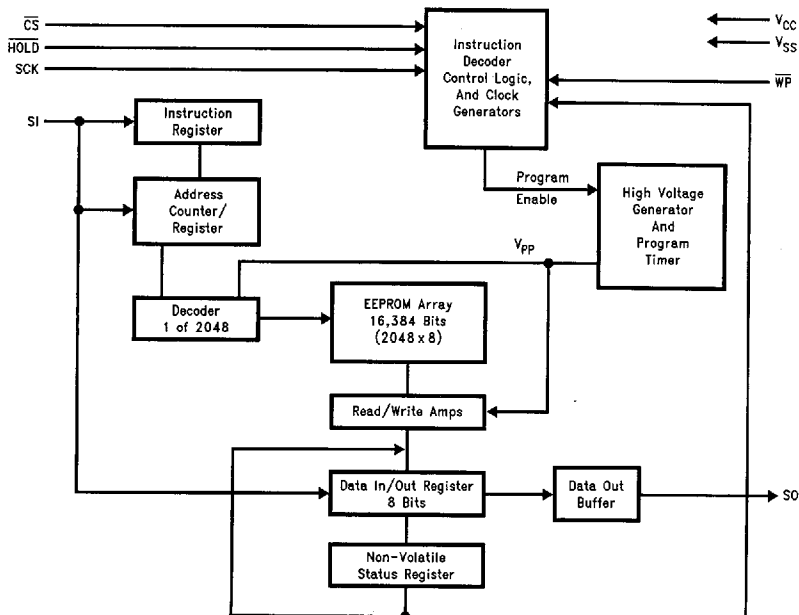 CS
HOLD
SCK
Instruction
Decoder
Control Logic,
And Clock
Generators
VCC
VSS
WP
SI
Instruction
Register
Address
Counter/
Register
Program
Enable
High Voltage
Generator
And
Program
Timer
VPP
Decoder
1 of 2048
EEPROM Array
16,384 Bits
(2048 x 8)
Read/Write Amps
Data In/Out Register
8 Bits
Data Out
Buffer
SO
Non-Volatile
Status Register